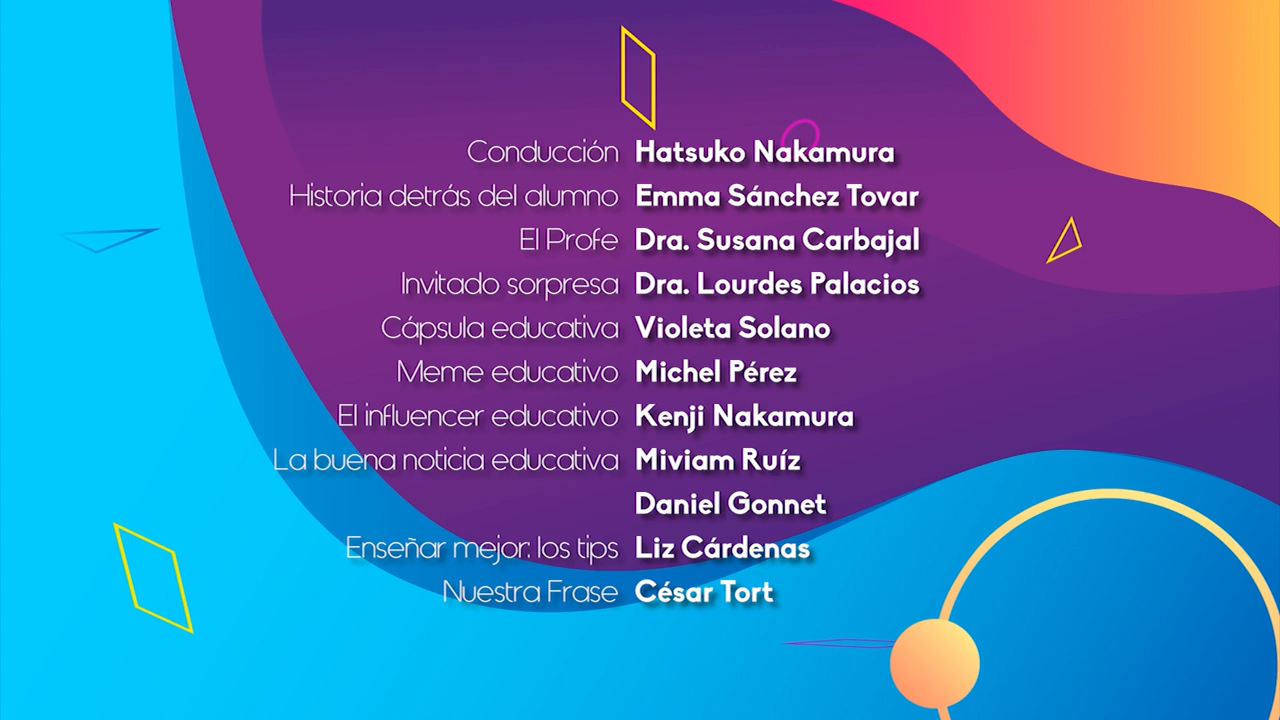 Conducción Hatsuko Nakamura
Historia detrás del alumno Emma Sánchez Tovar
El Profe Dra. Susana Carbajal
Invitado sorpresa Dra. Lourdes Palacios
Cápsula educativa Violeta Solano
Meme educativo Michel Pérez
El influencer educativo Kenji Nakamura
La buena noticia educativa Miviam Ruíz
Daniel Gonnet
Enseñar mejor: los tips Liz Cárdenas
Nuestra Frase César Tort